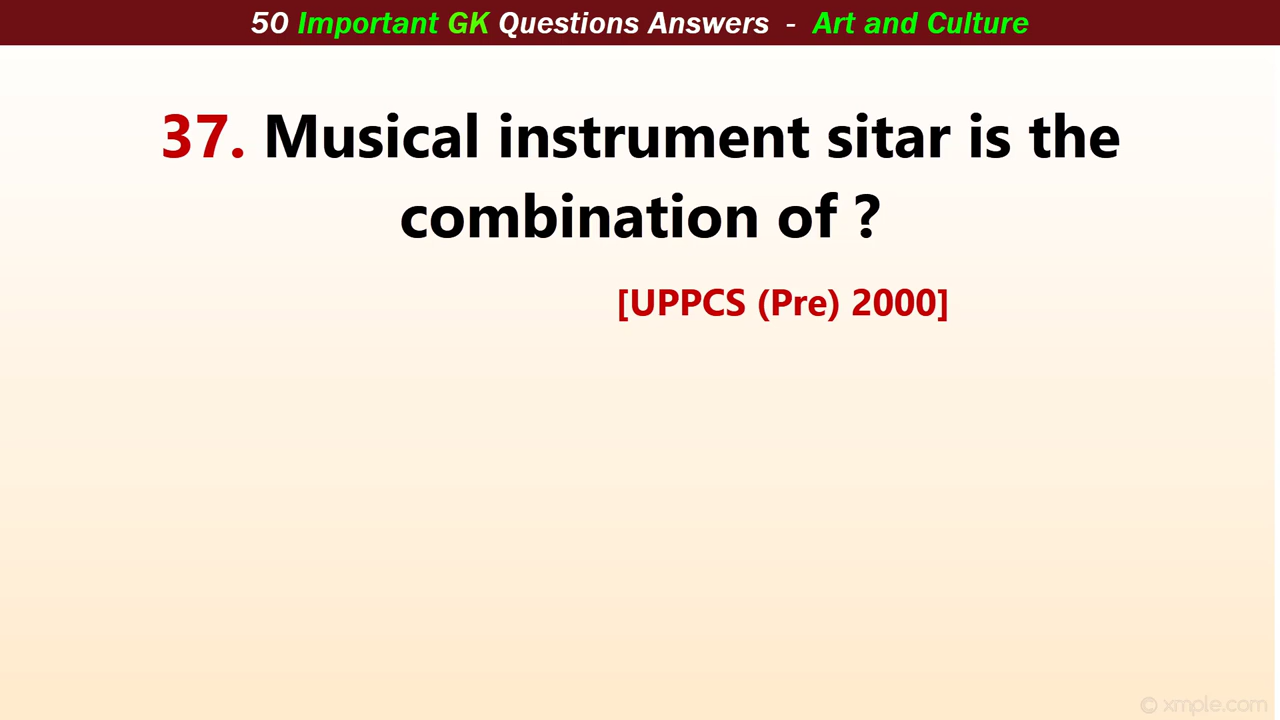 50 Important GK Questions Answers - Art and Culture
37. Musical instrument sitar is the
combination of ?
[UPPCS (Pre) 2000]
© xmple.com